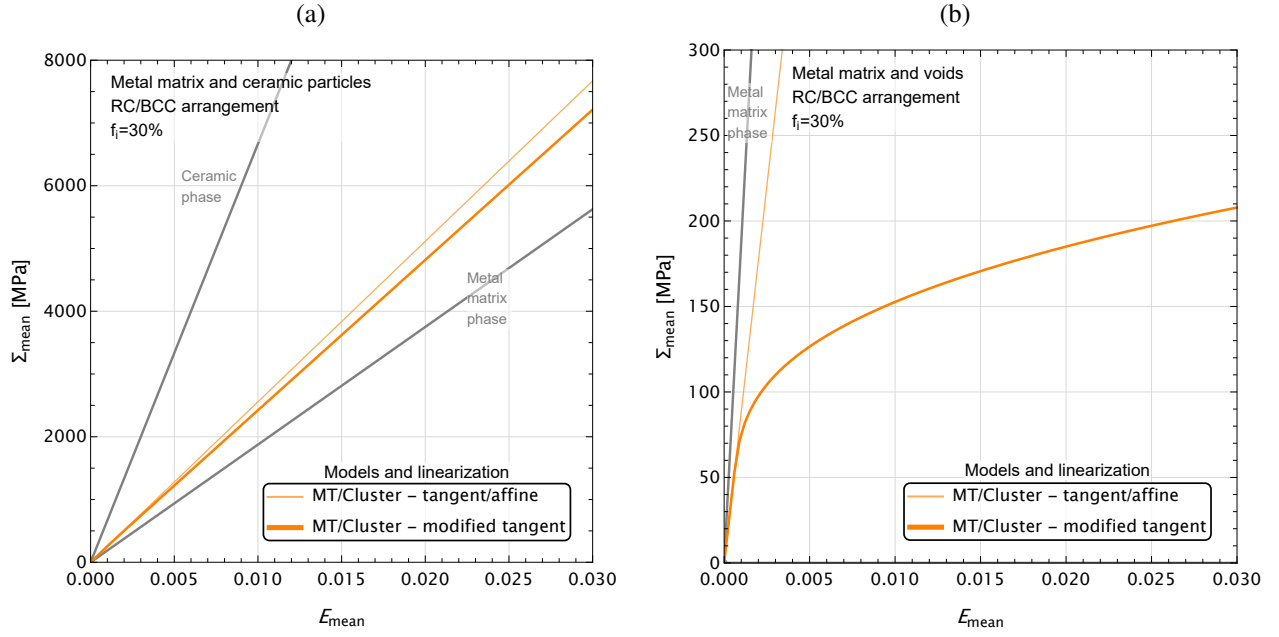 (a)
8000
6000
4000
2000
0
Σmean [MPa]
Metal matrix and ceramic particles
RC/BCC arrangement
fi=30%
Ceramic
phase
Metal
matrix
phase
Models and linearization
MT/Cluster – tangent/affine
MT/Cluster – modified tangent
0.000 0.005 0.010 0.015 0.020 0.025 0.030
Emean
(b)
300
250
200
150
100
50
0
Σmean [MPa]
Metal matrix and voids
RC/BCC arrangement
fi=30%
Metal
matrix
phase
Models and linearization
MT/Cluster – tangent/affine
MT/Cluster – modified tangent
0.000 0.005 0.010 0.015 0.020 0.025 0.030
Emean